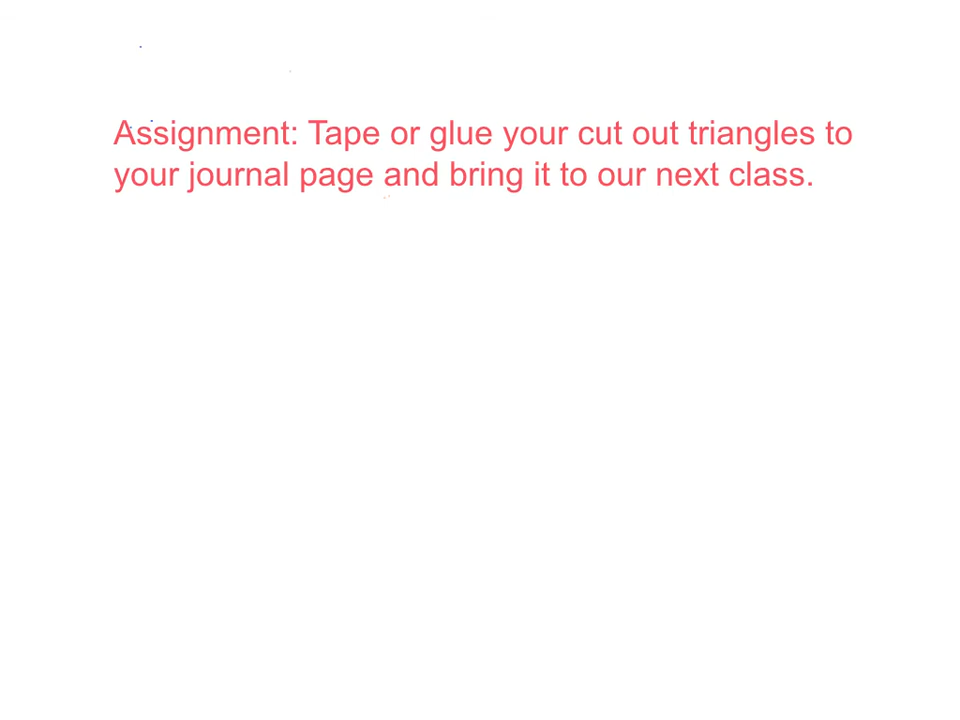 Assignment: Tape or glue your cut out triangles to
your journal page and bring it to our next class.